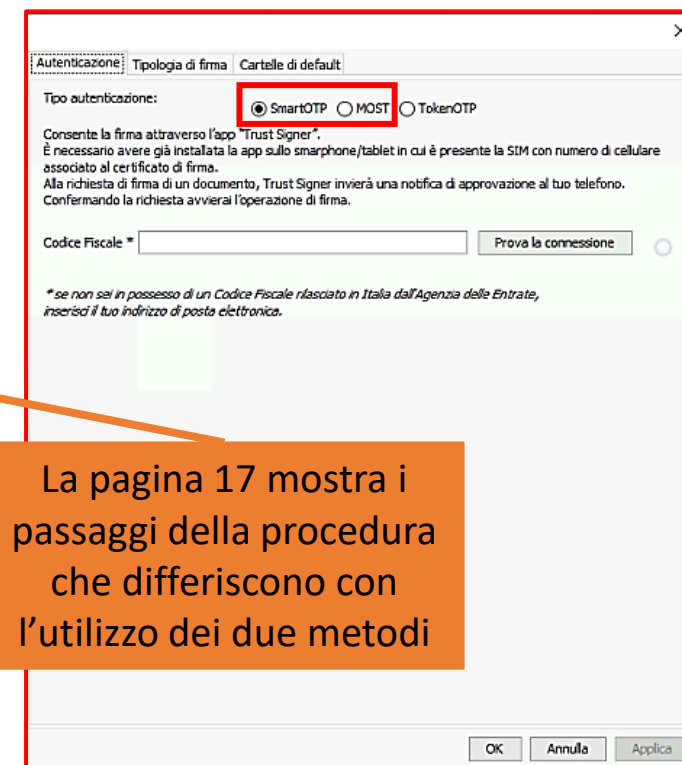 Autenticazione Tipologia di firma Cartelle di default
Tipo autenticazione:
SmartOTP MOST TokenOTP
Consente la firma attraverso l'app "Trust Signer".
È necessario avere già installata la app sullo smarphone/tablet in cui è presente la SIM con numero di cellulare
associato al certificato di firma.
Alla richiesta di firma di un documento, Trust Signer invierà una notifica di approvazione al tuo telefono.
Confermando la richiesta avvierai l'operazione di firma.
Codice Fiscale *
Prova la connessione
* se non sei in possesso di un Codice Fiscale rilasciato in Italia dall'Agenzia delle Entrate,
inserisci il tuo indirizzo di posta elettronica.
La pagina 17 mostra i
passaggi della procedura
che differiscono con
l'utilizzo dei due metodi
OK Annulla Applica